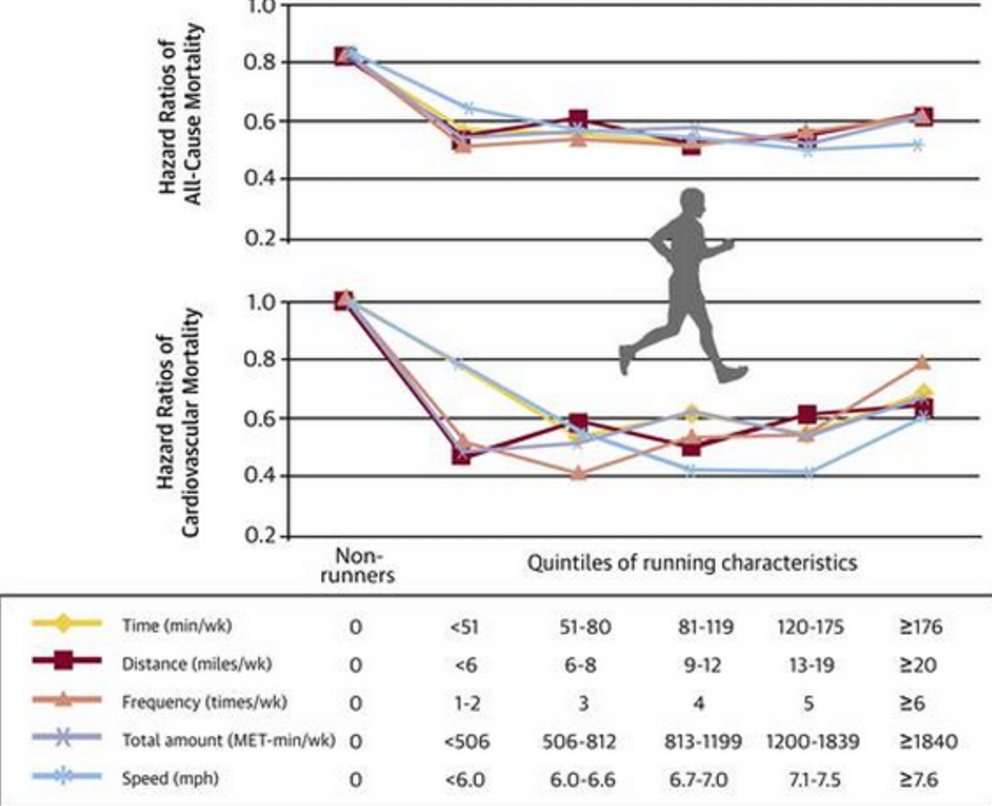 1.0
Hazard Ratios of
All-Cause Mortality
0.8
0.6
0.4
0.2
Hazard Ratios of
Cardiovascular Mortality
1.0
0.8
0.6
0.4
0.2
Non-
runners
Quintiles of running characteristics
Time (min/wk) 0 <51 51-80 81-119 120-175 ≥176
Distance (miles/wk) 0 <6 6-8 9-12 13-19 ≥20
Frequency (times/wk) 0 1-2 3 4 5 ≥6
Total amount (MET-min/wk) 0 <506 506-812 813-1199 1200-1839 ≥1840
Speed (mph) 0 <6.0 6.0-6.6 6.7-7.0 7.1-7.5 ≥7.6